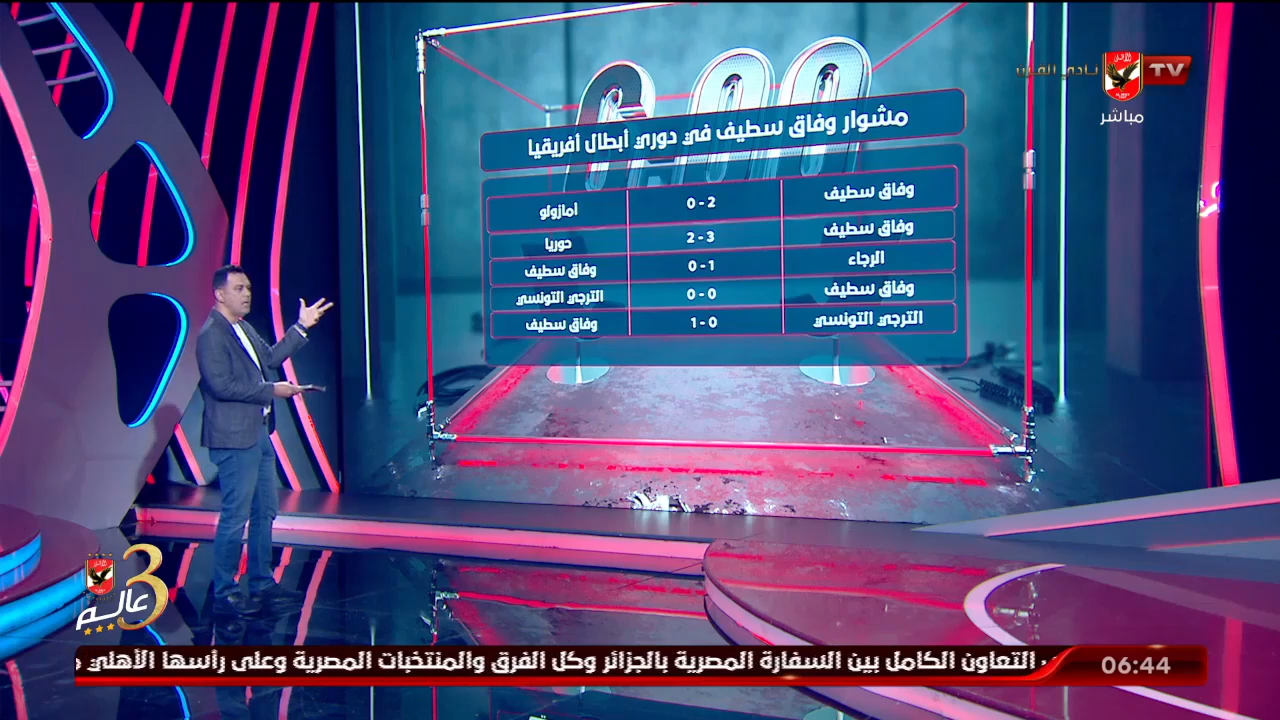 نادي القرن TV
مباشر
مشوار وفاق سطيف في دوري أبطال أفريقيا
وفاق سطيف 2 - 0 أمازولو
وفاق سطيف 3 - 2 حوريا
الرجاء 1 - 0 وفاق سطيف
وفاق سطيف 0 - 0 الترجي التونسي
الترجي التونسي 0 - 1 وفاق سطيف
3 عالم
التعاون الكامل بين السفارة المصرية بالجزائر وكل الفرق والمنتخبات المصرية وعلى رأسها الأهلي
06:44